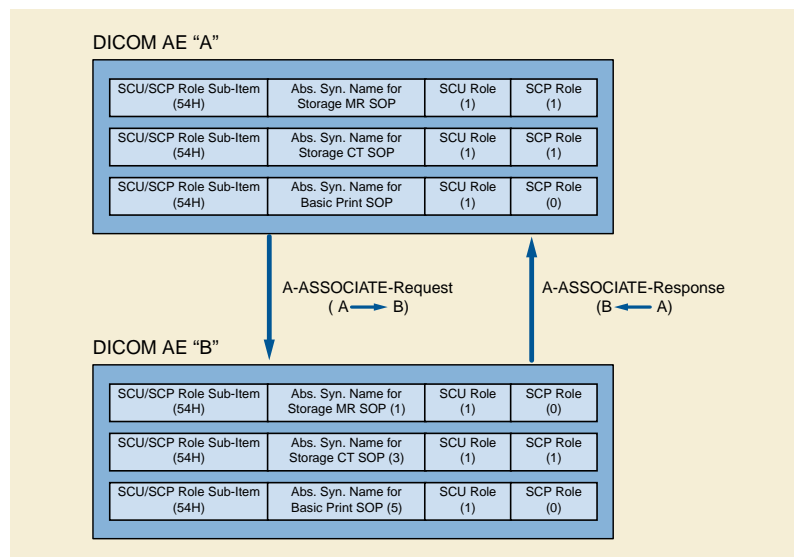 DICOM AE “A”
SCU/SCP Role Sub-Item (54H) Abs. Syn. Name for Storage MR SOP SCU Role (1) SCP Role (1)
SCU/SCP Role Sub-Item (54H) Abs. Syn. Name for Storage CT SOP SCU Role (1) SCP Role (1)
SCU/SCP Role Sub-Item (54H) Abs. Syn. Name for Basic Print SOP SCU Role (1) SCP Role (0)
A-ASSOCIATE-Request
( A B)
A-ASSOCIATE-Response
(B A)
DICOM AE “B”
SCU/SCP Role Sub-Item (54H) Abs. Syn. Name for Storage MR SOP (1) SCU Role (1) SCP Role (0)
SCU/SCP Role Sub-Item (54H) Abs. Syn. Name for Storage CT SOP (3) SCU Role (1) SCP Role (1)
SCU/SCP Role Sub-Item (54H) Abs. Syn. Name for Basic Print SOP (5) SCU Role (1) SCP Role (0)